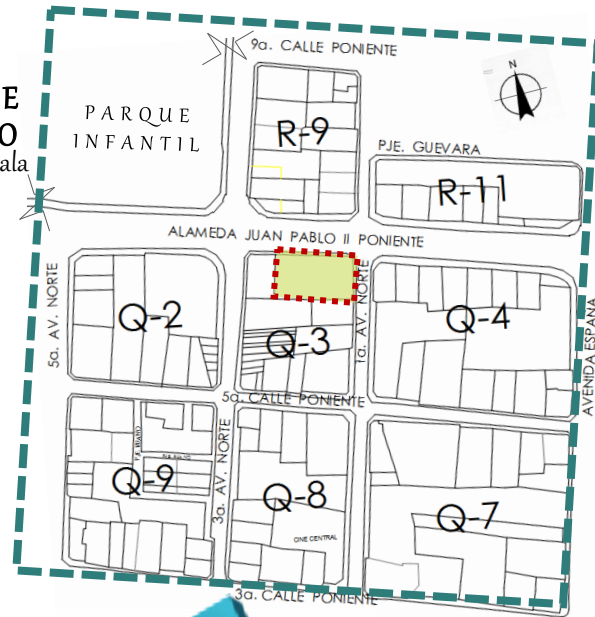 9a. CALLE PONIENTE
N
E
PARQUE
INFANTIL
O
R-9
ala
PJE. GUEVARA
R-11
ALAMEDA JUAN PABLO II PONIENTE
5a. AV. NORTE
Q-2
Q-3
1a. AV. NORTE
Q-4
AVENIDA ESPAÑA
5a. CALLE PONIENTE
3a. AV. NORTE
Q-9
Q-8
Q-7
CINE CENTRAL
3a. CALLE PONIENTE